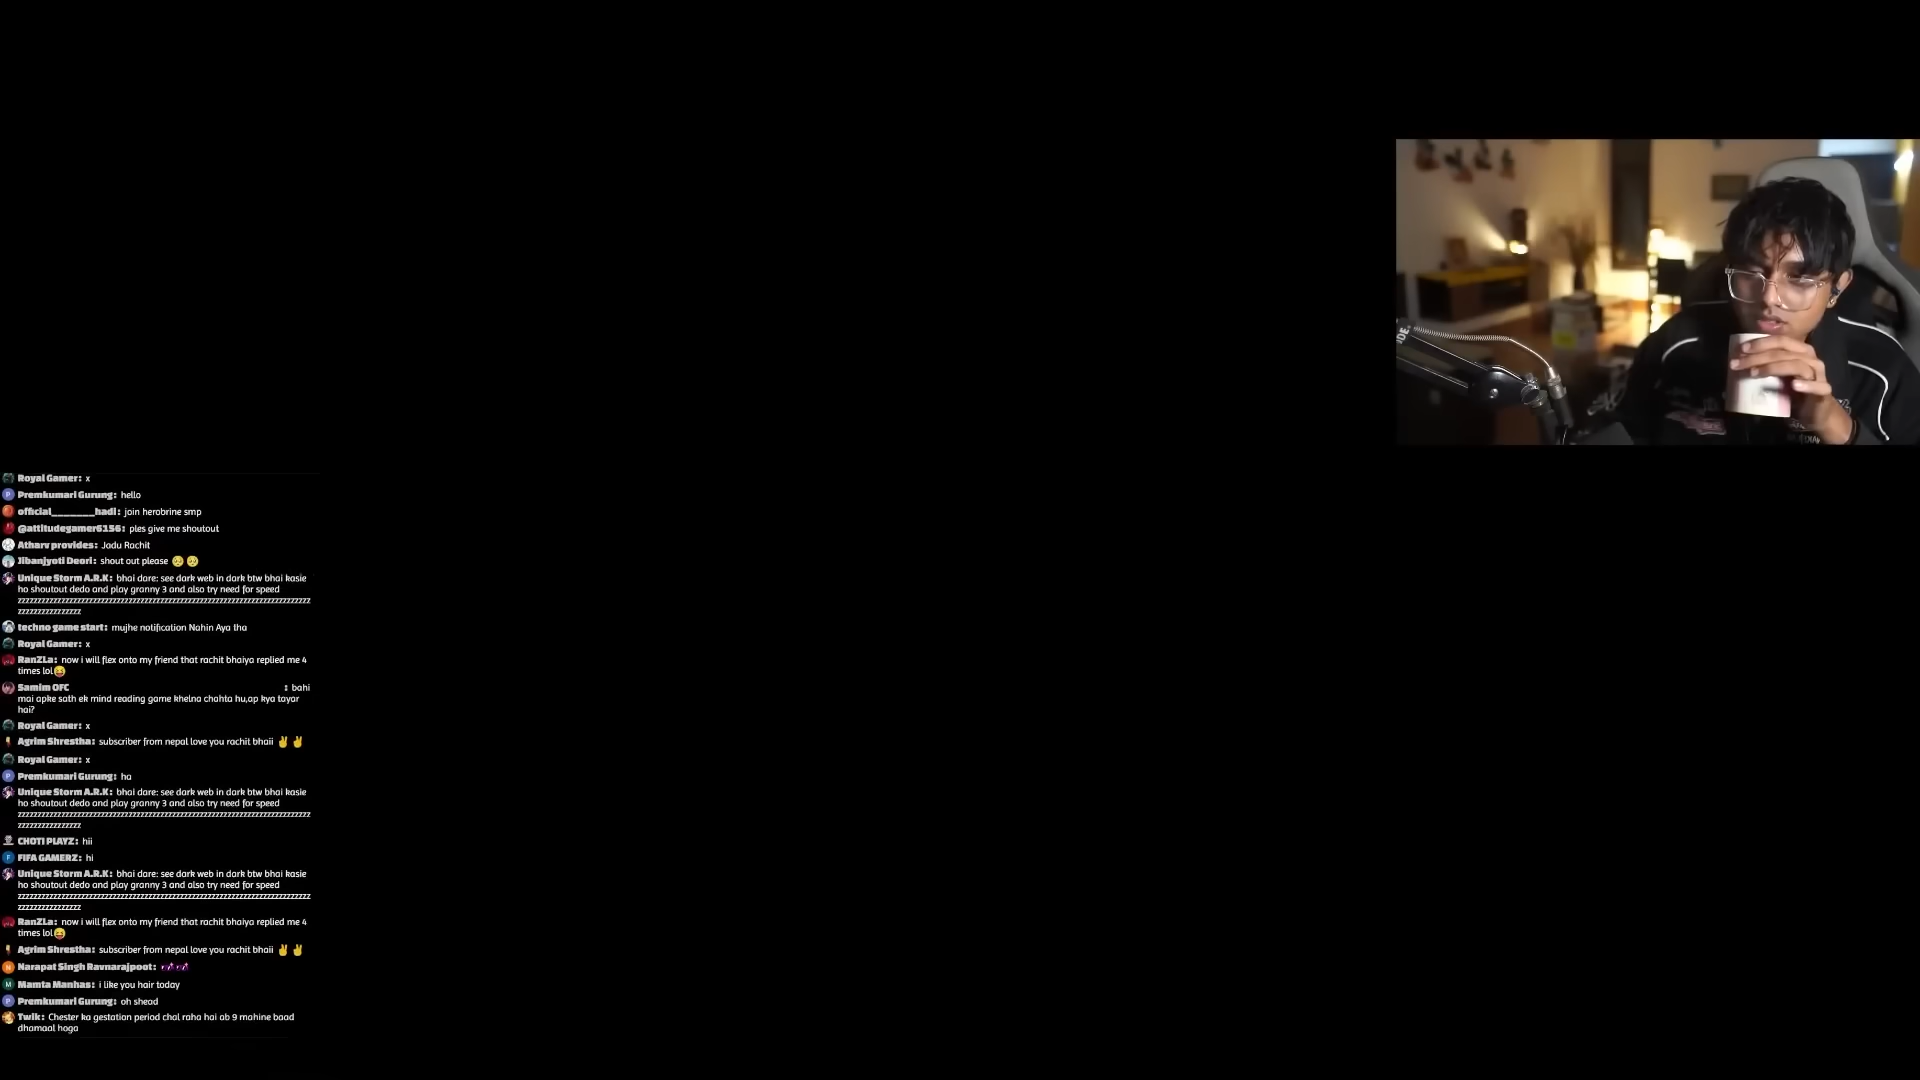 Royal Gamer: x
Premkumari Gurung: hello
official_______hadi: join herobrine smp
@attitudegamer6156: ples give me shoutout
Atharv provides: Jadu Rachit
Jibanjyoti Deori: shout out please 🥹 🥹
Unique Storm A.R.K: bhai dare: see dark web in dark btw bhai kasie
ho shoutout dedo and play granny 3 and also try need for speed
techno game start: mujhe notification Nahin Aya tha
Royal Gamer: x
RanZLa: now i will flex onto my friend that rachit bhaiya replied me 4
times lol😝
Samim OFC : bahi
mai apke sath ek mind reading game khelna chahta hu,ap kya tayar
hai?
Royal Gamer: x
Agrim Shrestha: subscriber from nepal love you rachit bhaii ✌ ✌
Royal Gamer: x
Premkumari Gurung: ha
Unique Storm A.R.K: bhai dare: see dark web in dark btw bhai kasie
ho shoutout dedo and play granny 3 and also try need for speed
CHOTI PLAYZ: hii
FIFA GAMERZ: hi
Unique Storm A.R.K: bhai dare: see dark web in dark btw bhai kasie
ho shoutout dedo and play granny 3 and also try need for speed
RanZLa: now i will flex onto my friend that rachit bhaiya replied me 4
times lol😝
Agrim Shrestha: subscriber from nepal love you rachit bhaii ✌ ✌
Narapat Singh Ravnarajpoot:
Mamta Manhas: i like you hair today
Premkumari Gurung: oh shead
Twik: Chester ka gestation period chal raha hai ab 9 mahine baad
dhamaal hoga